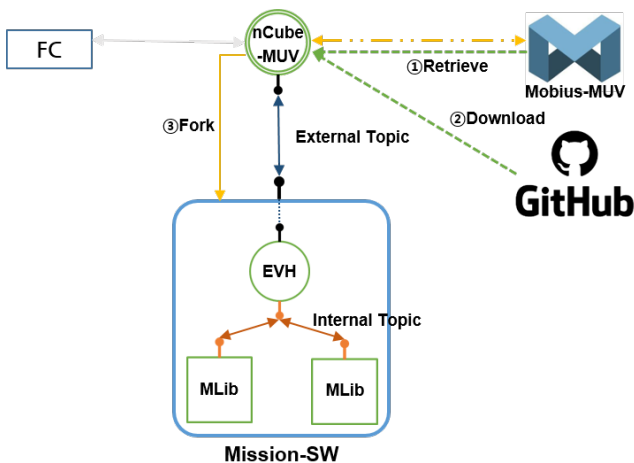 FC
nCube
-MUV
①Retrieve
Mobius-MUV
②Download
③Fork
External Topic
GitHub
EVH
Internal Topic
MLib
MLib
Mission-SW